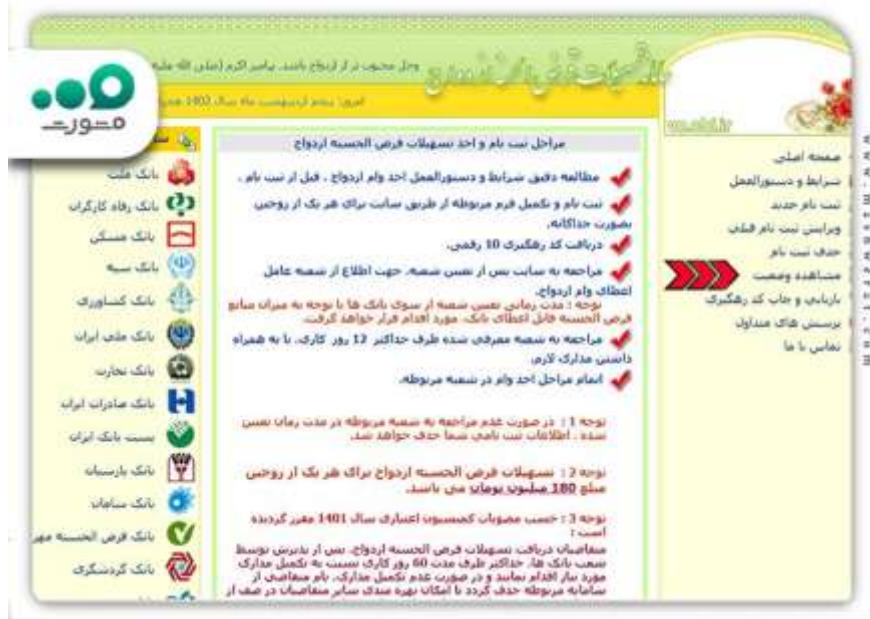 وجل محبوب تر از ازدواج باشد. پیامبر اکرم (صلی الله علیه
سامانه تسهیلات قرض الحسنه ازدواج
امروز: پنجم اردیبهشت ماه سال 1402
مشورت
ve.cbi.ir
صفحه اصلی
شرایط و دستورالعمل
ثبت نام جدید
ویرایش ثبت نام قبلی
حذف ثبت نام
مشاهده وضعیت
بازیابی و چاپ کد رهگیری
پرسش های متداول
تماس با ما
مراحل ثبت نام و اخذ تسهیلات قرض الحسنه ازدواج
مطالعه دقیق شرایط و دستورالعمل اخذ وام ازدواج ، قبل از ثبت نام .
ثبت نام و تکمیل فرم مربوطه از طریق سایت برای هر یک از زوجین
بصورت جداگانه.
دریافت کد رهگیری 10 رقمی.
مراجعه به سایت پس از تعیین شعبه، جهت اطلاع از شعبه عامل
اعطای وام ازدواج.
توجه : مدت زمانی تعیین شعبه از سوی بانک ها با توجه به میزان منابع
قرض الحسنه قابل اعطای بانک، مورد اقدام قرار خواهد گرفت.
مراجعه به شعبه معرفی شده ظرف حداکثر 12 روز کاری، با به همراه
داشتن مدارک لازم.
اتمام مراحل اخذ وام در شعبه مربوطه.
توجه 1 : در صورت عدم مراجعه به شعبه مربوطه در مدت زمان تعیین
شده ، اطلاعات ثبت نامی شما حذف خواهد شد.
توجه 2 : تسهیلات قرض الحسنه ازدواج برای هر یک از زوجین
مبلغ 180 میلیون تومان می باشد.
توجه 3 : حسب مصوبات کمیسیون اعتباری سال 1401 مقرر گردیده
است :
متقاضیان دریافت تسهیلات قرض الحسنه ازدواج، پس از پذیرش توسط
شعب بانک ها، حداکثر ظرف مدت 60 روز کاری نسبت به تکمیل مدارک
مورد نیاز اقدام نمایند و در صورت عدم تکمیل مدارک، نام متقاضی از
سامانه مربوطه حذف گردد تا امکان بهره مندی سایر متقاضیان در صف از
بانک ملت
بانک رفاه کارگران
بانک مسکن
بانک سپه
بانک کشاورزی
بانک ملی ایران
بانک تجارت
بانک صادرات ایران
پست بانک ایران
بانک پارسیان
بانک سامان
بانک قرض الحسنه مهر
بانک گردشگری